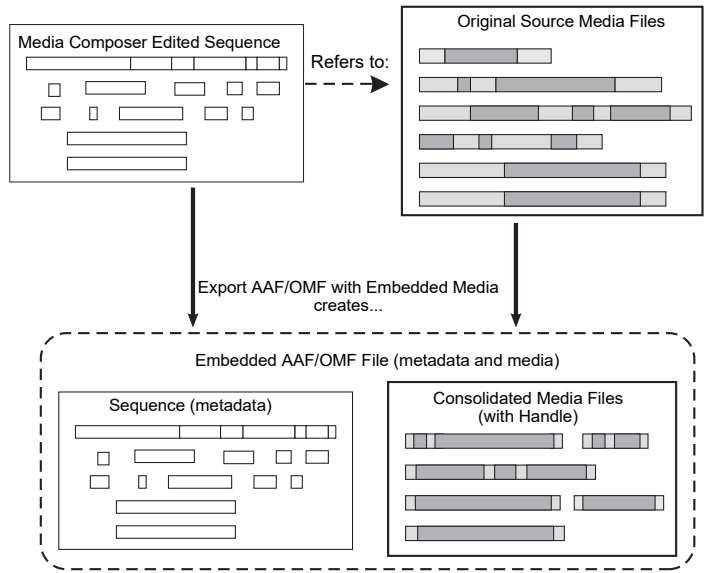 Media Composer Edited Sequence
Refers to:
Original Source Media Files
Export AAF/OMF with Embedded Media
creates...
Embedded AAF/OMF File (metadata and media)
Sequence (metadata)
Consolidated Media Files
(with Handle)